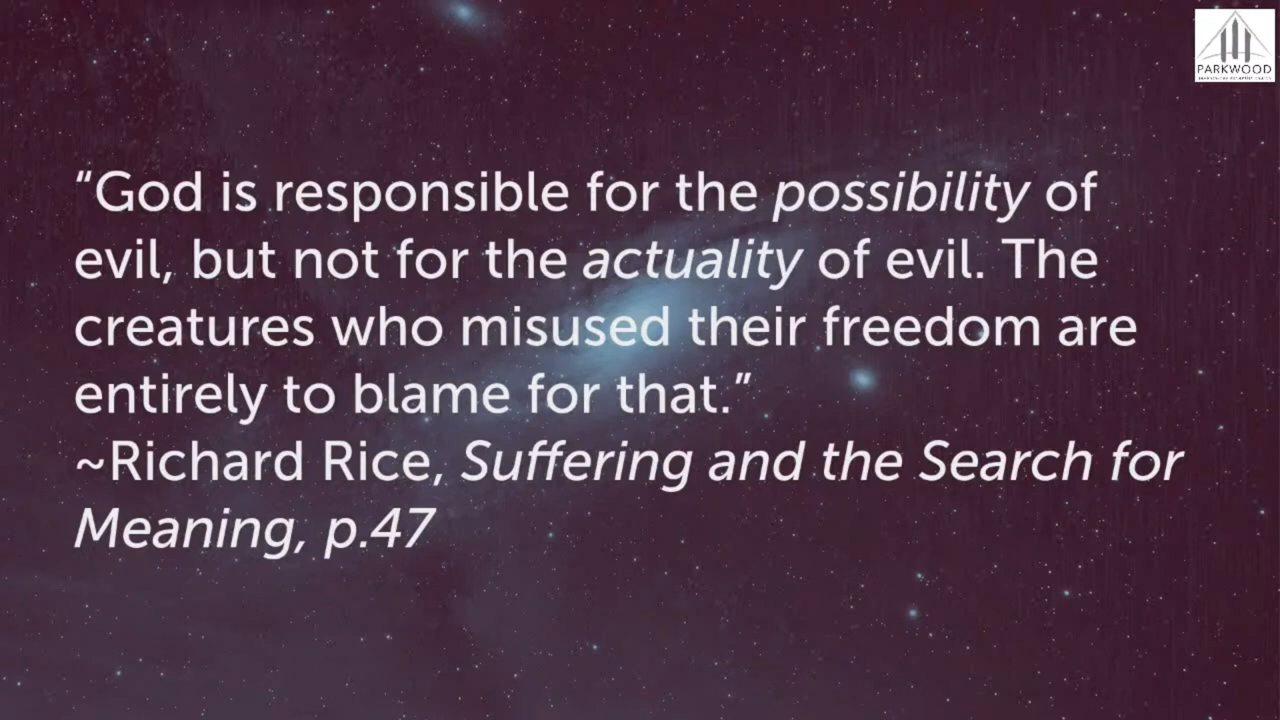 “God is responsible for the possibility of
evil, but not for the actuality of evil. The
creatures who misused their freedom are
entirely to blame for that.”
~Richard Rice, Suffering and the Search for
Meaning, p.47
PARKWOOD